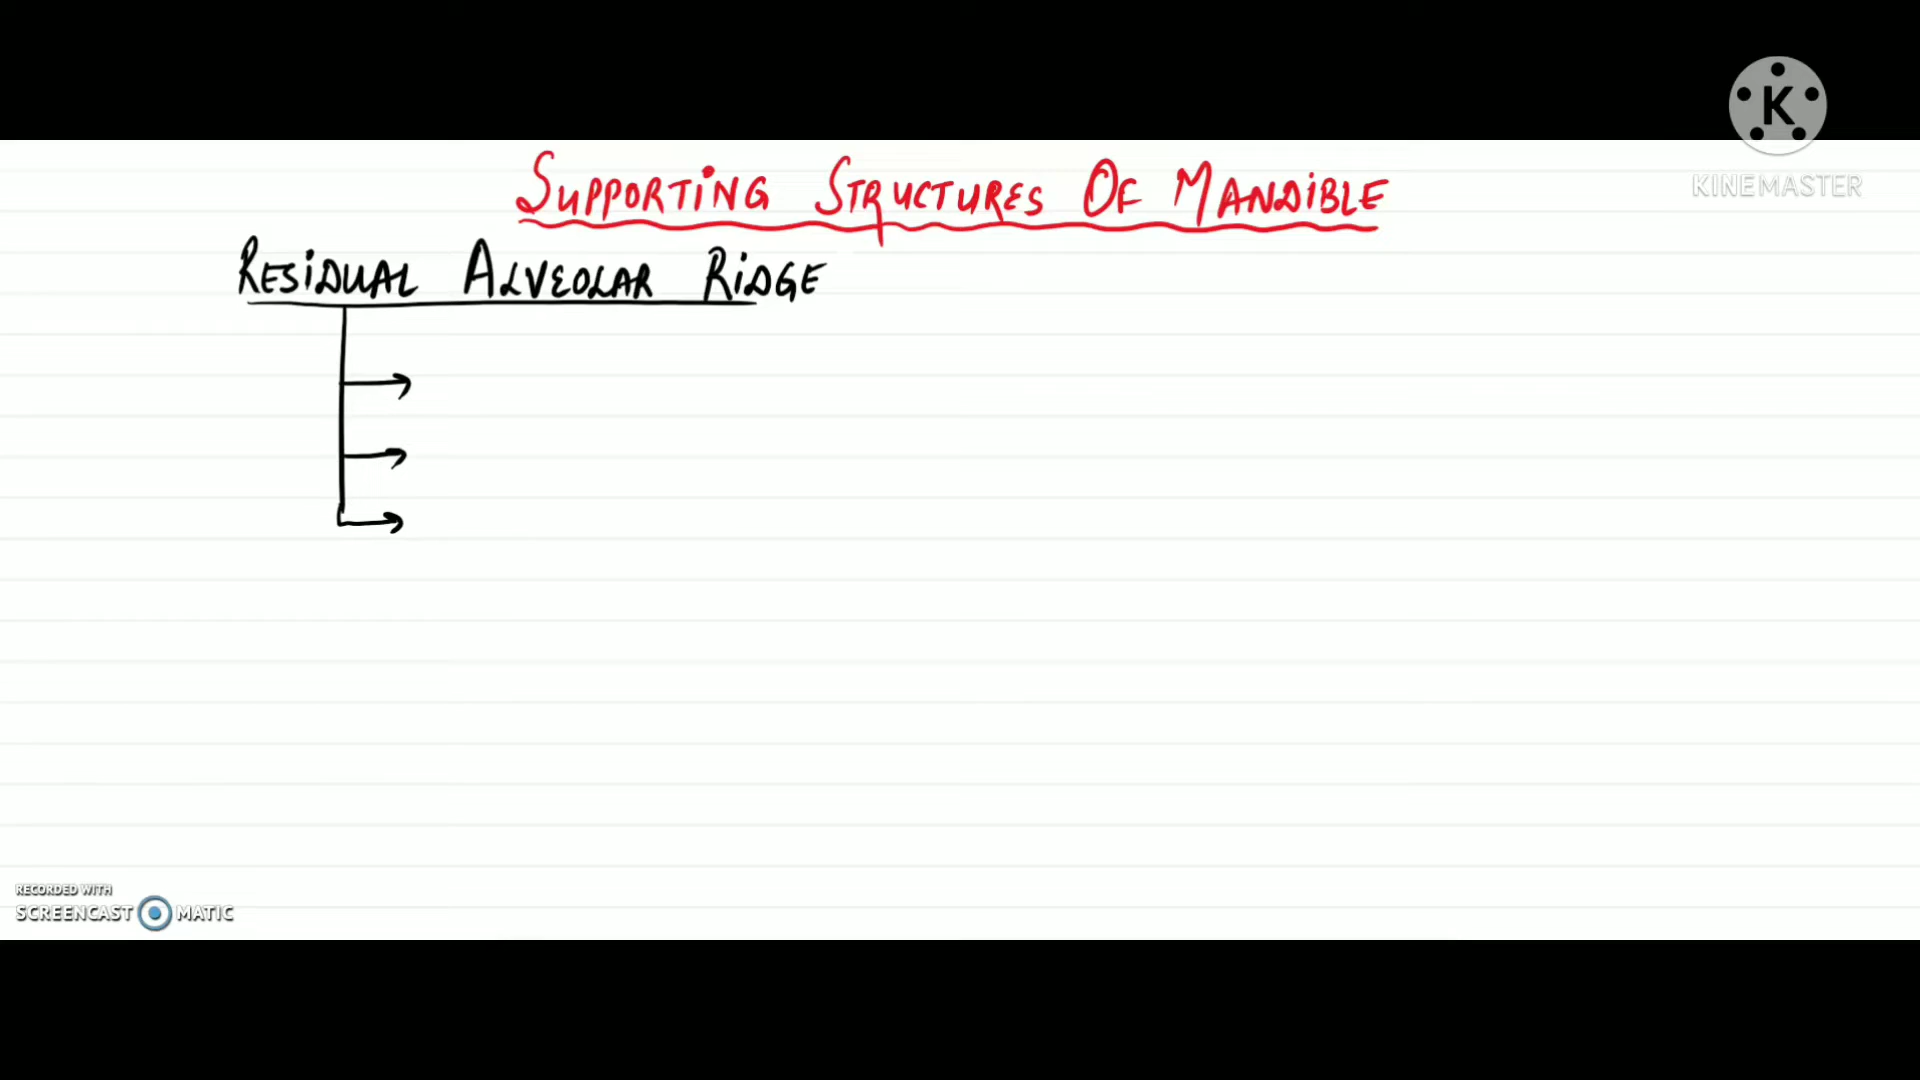 K
KINEMASTER
SUPPORTING STRUCTURES OF MANDIBLE
RESIDUAL ALVEOLAR RIDGE
RECORDED WITH
SCREENCAST MATIC